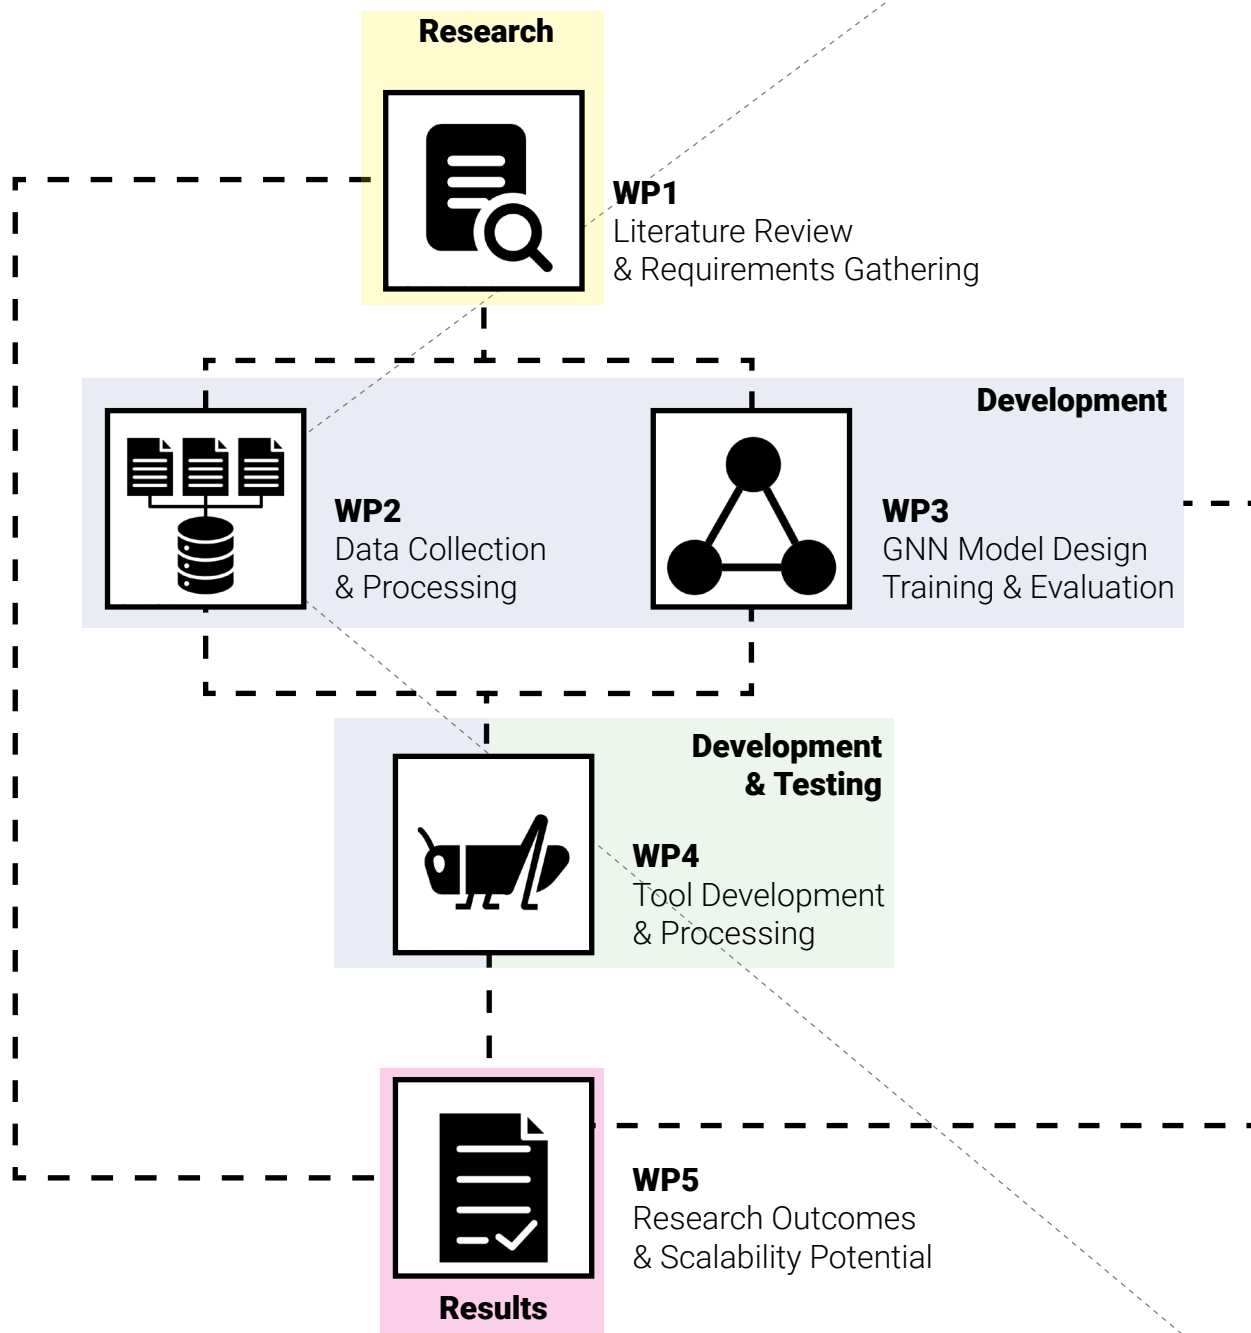 Research
WP1
Literature Review
& Requirements Gathering
Development
WP2
Data Collection
& Processing
WP3
GNN Model Design
Training & Evaluation
Development
& Testing
WP4
Tool Development
& Processing
WP5
Research Outcomes
& Scalability Potential
Results